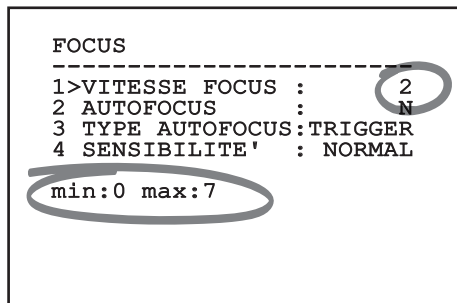 FOCUS
-------------------------
1>VITESSE FOCUS :      2
2 AUTOFOCUS     :      N
3 TYPE AUTOFOCUS:TRIGGER
4 SENSIBILITE'  : NORMAL
min:0 max:7